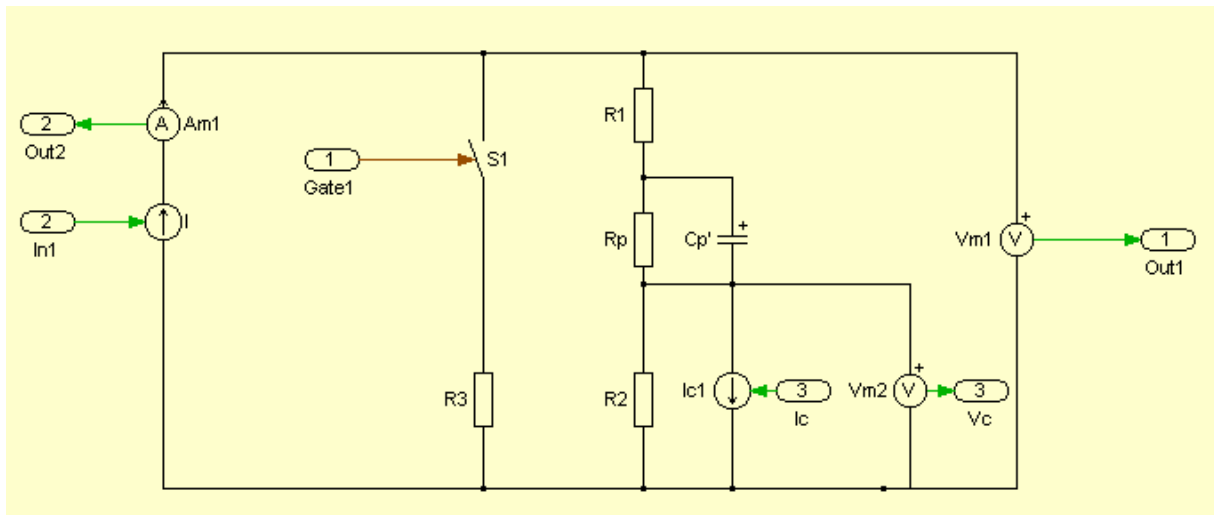 R1
2
A
Am1
Out2
1
S1
Gate1
+
+
2
I
In1
Rp
Cp'
Vm1
V
1
Out1
R3
R2
Ic1
3
Ic
+
Vm2
V
3
Vc